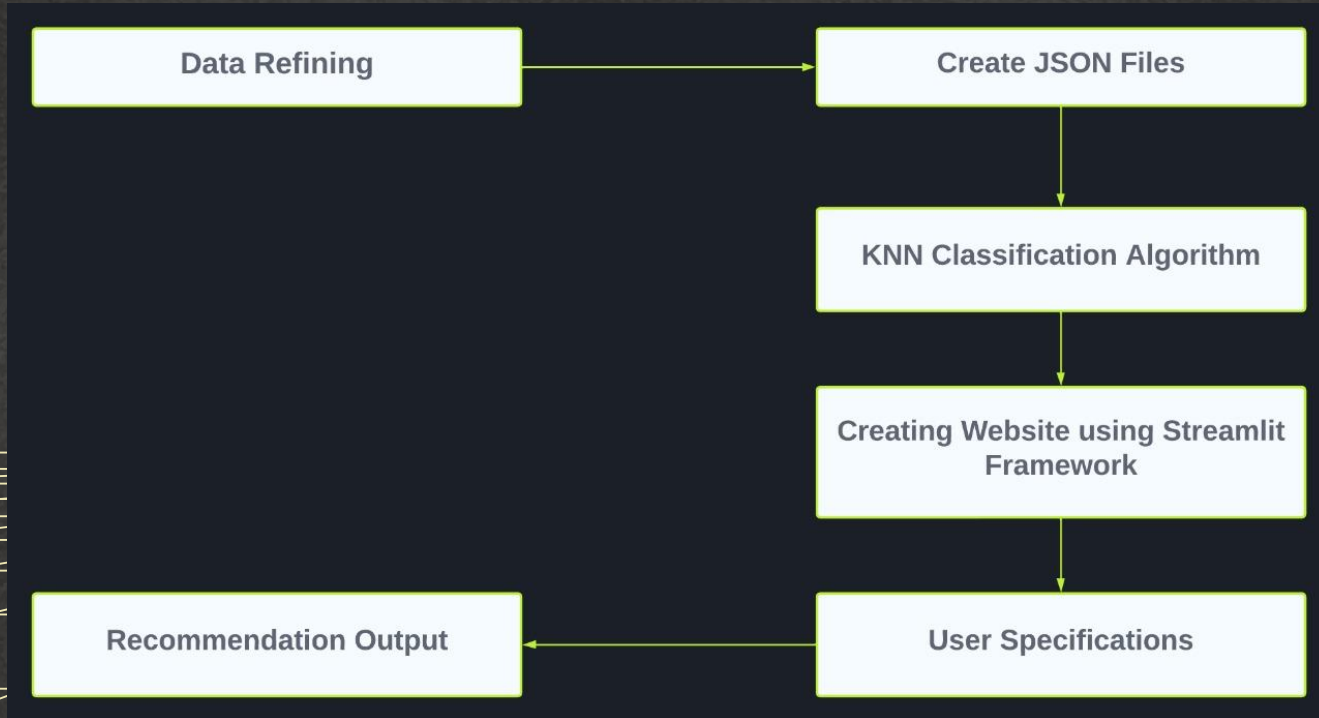 Data Refining
Create JSON Files
KNN Classification Algorithm
Creating Website using Streamlit
Framework
User Specifications
Recommendation Output